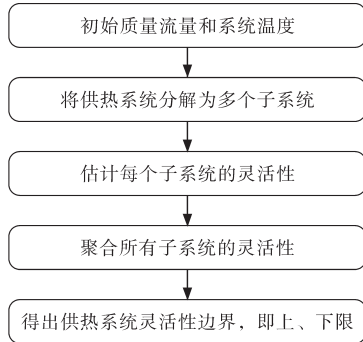 初始质量流量和系统温度
将供热系统分解为多个子系统
估计每个子系统的灵活性
聚合所有子系统的灵活性
得出供热系统灵活性边界，即上、下限